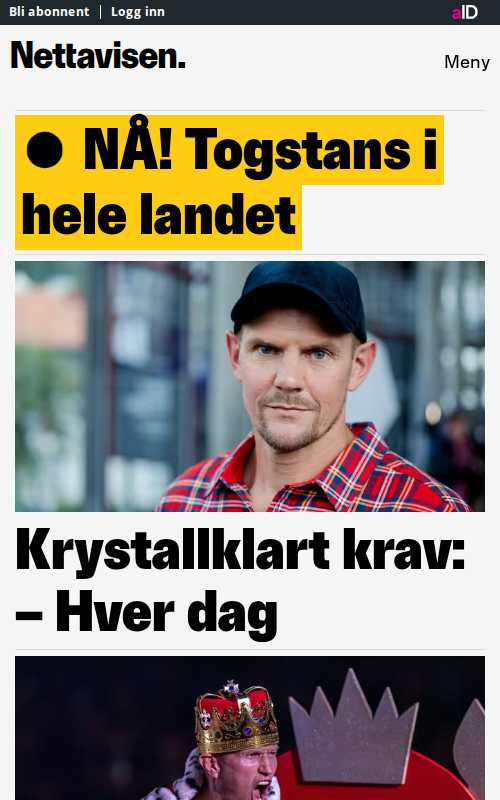 Bli abonnent
Logg inn
aID
Nettavisen.
Meny
● NÅ! Togstans i
hele landet
Krystallklart krav:
– Hver dag